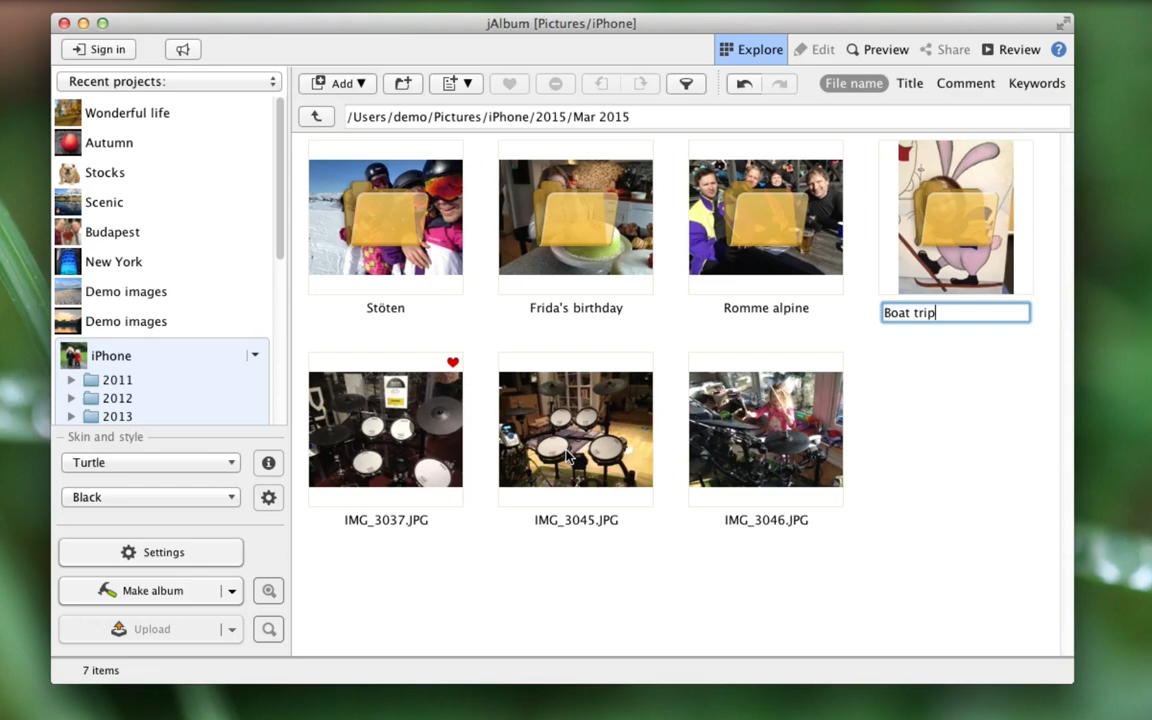 jAlbum [Pictures/iPhone]
Sign in
Explore
Edit
Preview
Share
Review
?
Recent projects:
Add
File name
Title
Comment
Keywords
/Users/demo/Pictures/iPhone/2015/Mar 2015
Wonderful life
Autumn
Stocks
Scenic
Budapest
New York
Demo images
Demo images
iPhone
2011
2012
2013
Stöten
Frida's birthday
Romme alpine
Boat trip
IMG_3037.JPG
IMG_3045.JPG
IMG_3046.JPG
Skin and style
Turtle
Black
Settings
Make album
Upload
7 items